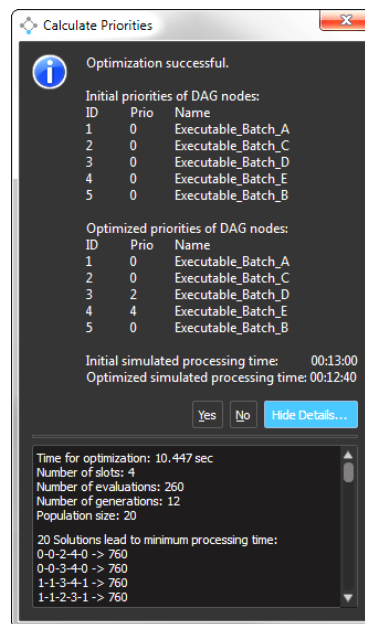 Calculate Priorities
Optimization successful.
Initial priorities of DAG nodes:
ID Prio Name
1 0 Executable_Batch_A
2 0 Executable_Batch_C
3 0 Executable_Batch_D
4 0 Executable_Batch_E
5 0 Executable_Batch_B
Optimized priorities of DAG nodes:
ID Prio Name
1 0 Executable_Batch_A
2 0 Executable_Batch_C
3 2 Executable_Batch_D
4 4 Executable_Batch_E
5 0 Executable_Batch_B
Initial simulated processing time: 00:13:00
Optimized simulated processing time: 00:12:40
Yes No Hide Details...
Time for optimization: 10.447 sec
Number of slots: 4
Number of evaluations: 260
Number of generations: 12
Population size: 20
20 Solutions lead to minimum processing time:
0-0-2-4-0 -> 760
0-0-3-4-0 -> 760
1-1-3-4-1 -> 760
1-1-2-3-1 -> 760